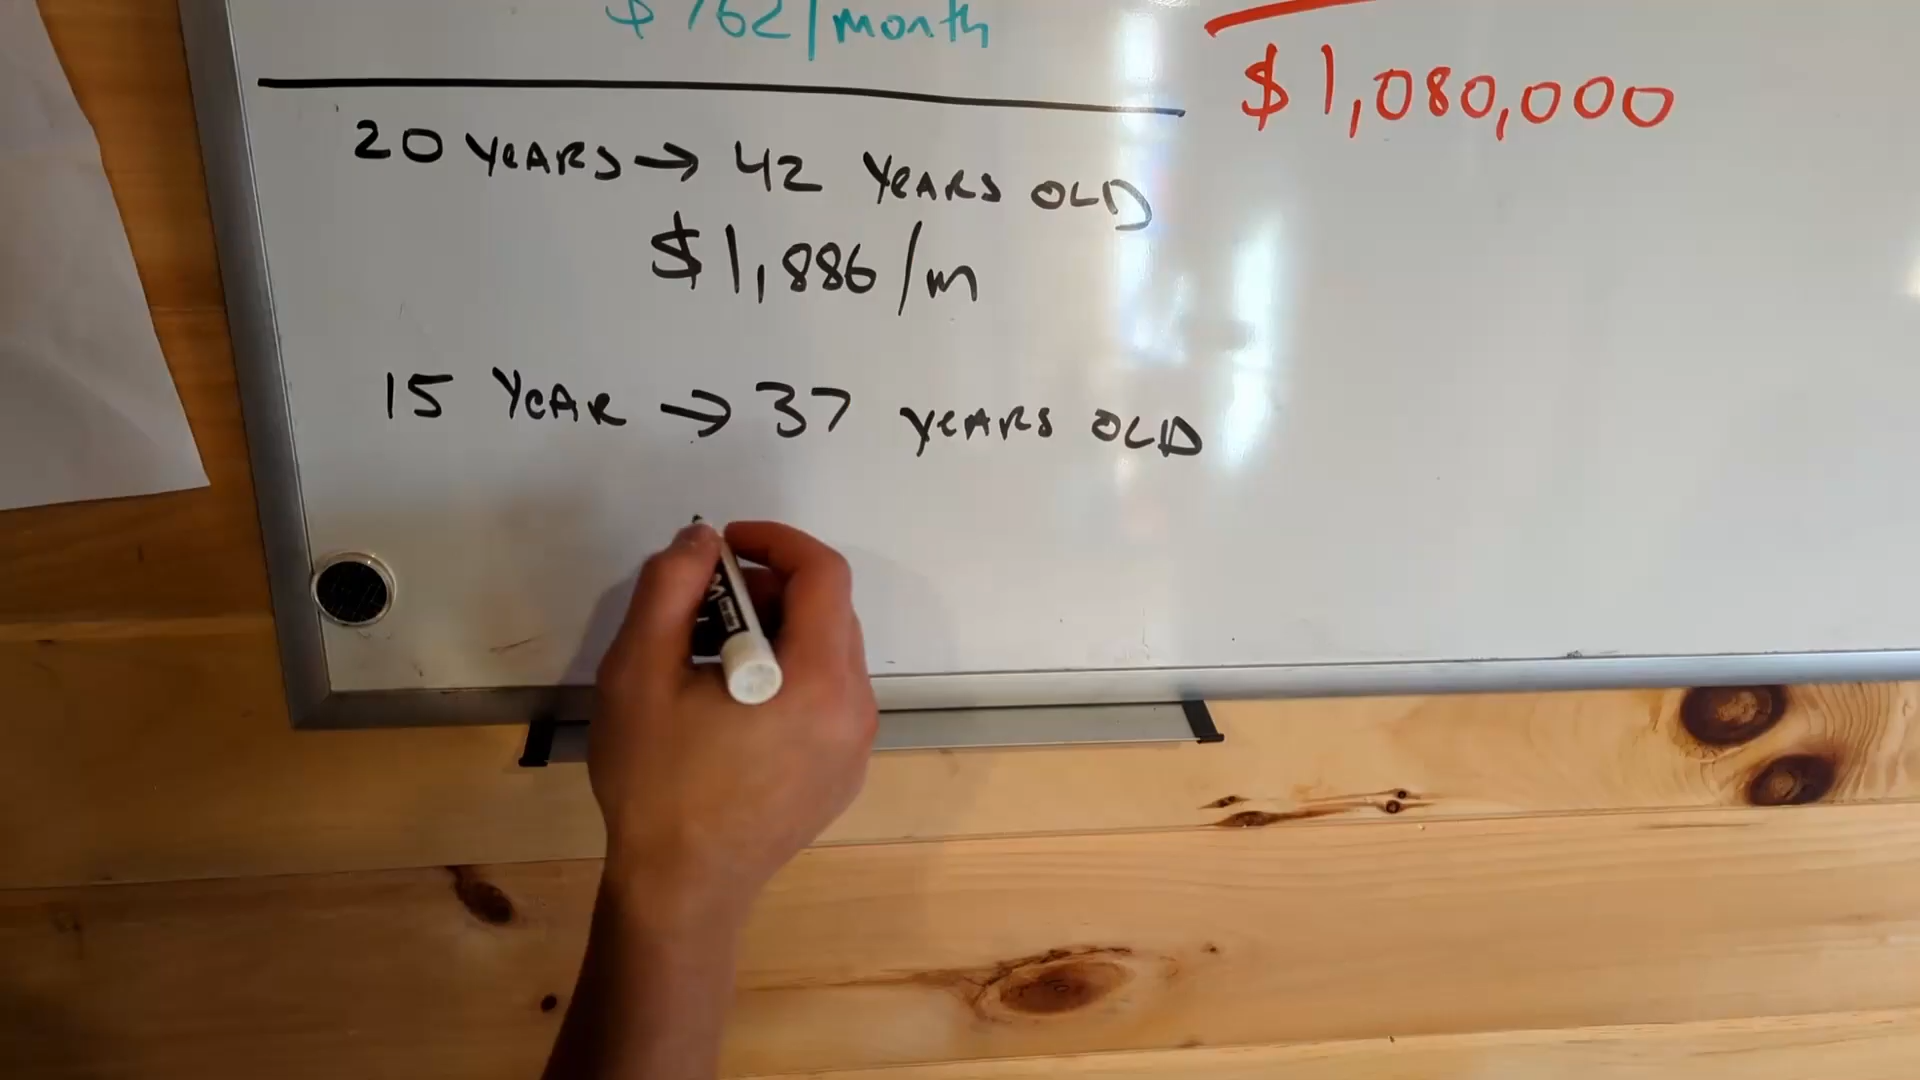 $762/month
$1,080,000
20 YeARS → 42 YeARS OLD
$1,886/m
15 YeAR → 37 YeARS OLD